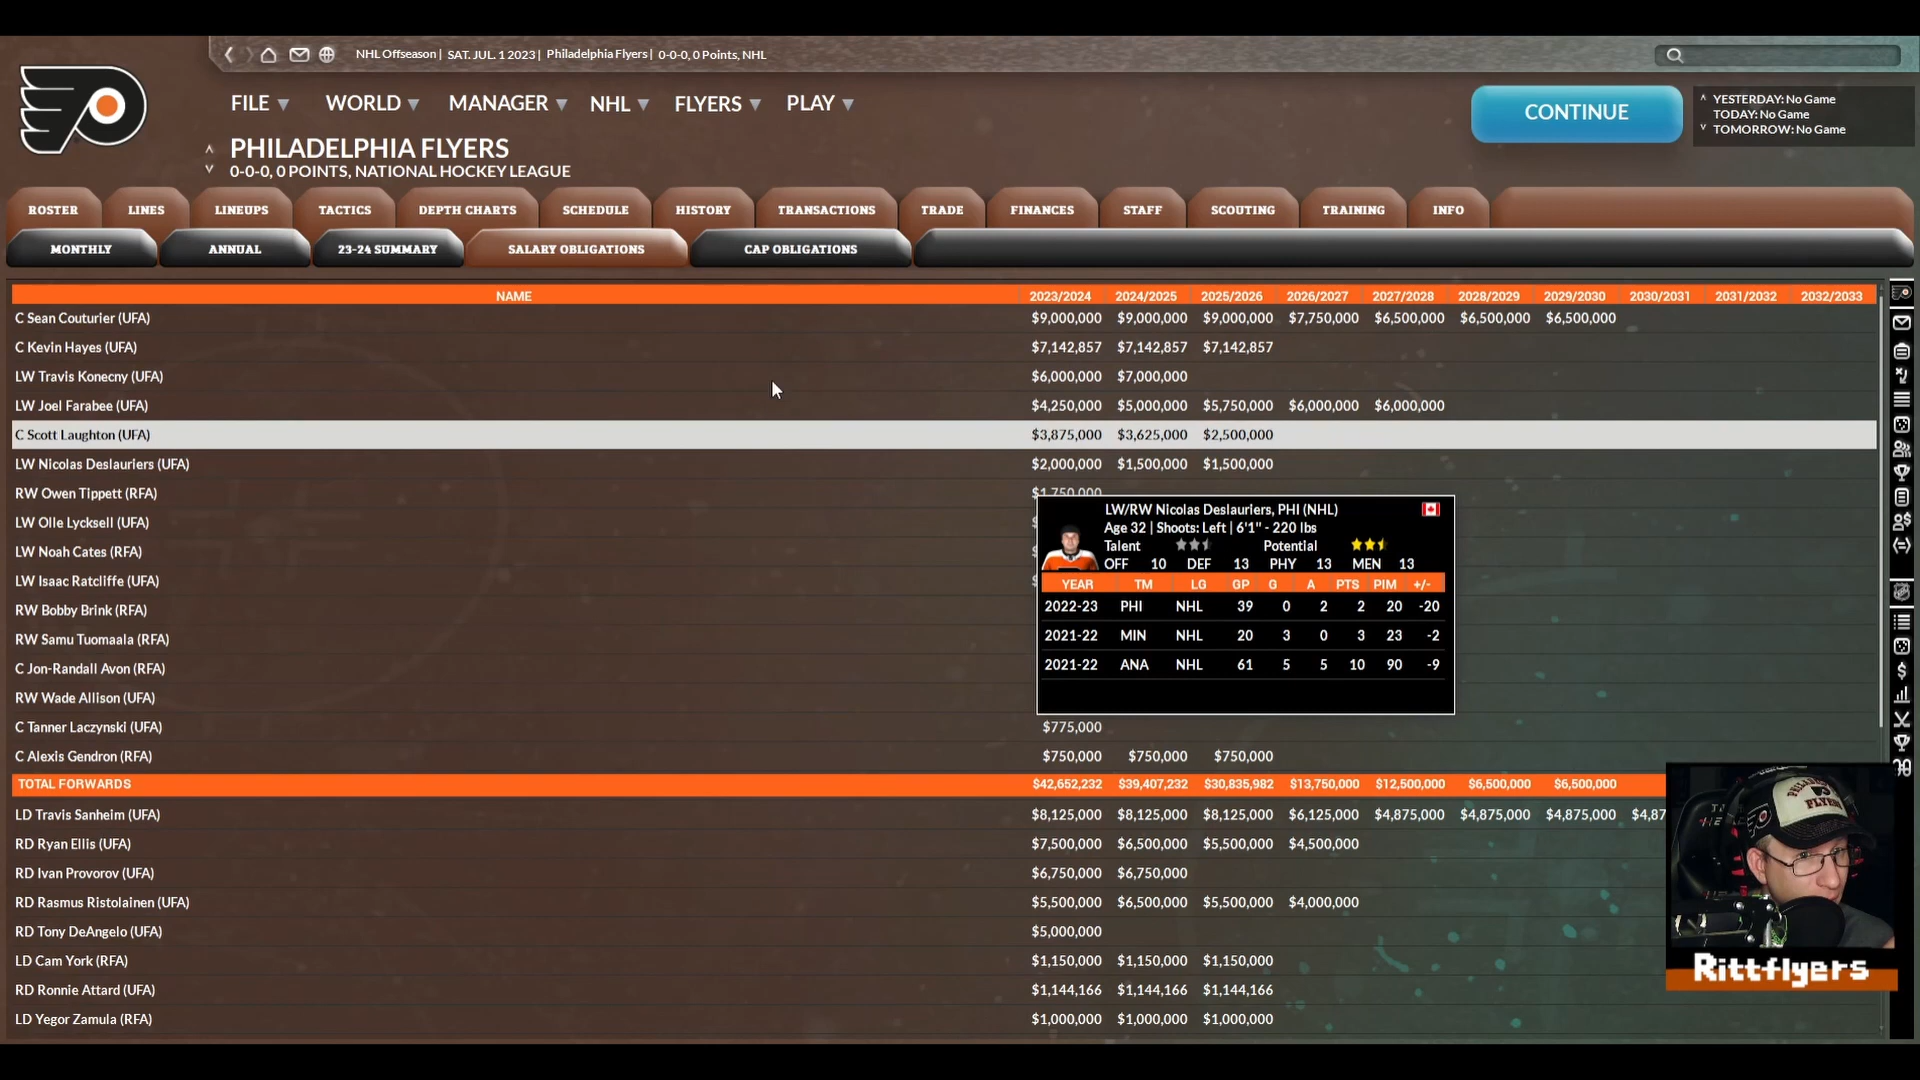 NHL Offseason | SAT. JUL. 1 2023 | Philadelphia Flyers | 0-0-0, 0 Points, NHL
FILE WORLD MANAGER NHL FLYERS PLAY
CONTINUE
YESTERDAY: No Game
TODAY: No Game
TOMORROW: No Game
PHILADELPHIA FLYERS
0-0-0, 0 POINTS, NATIONAL HOCKEY LEAGUE
ROSTER LINES LINEUPS TACTICS DEPTH CHARTS SCHEDULE HISTORY TRANSACTIONS TRADE FINANCES STAFF SCOUTING TRAINING INFO
MONTHLY ANNUAL 23-24 SUMMARY SALARY OBLIGATIONS CAP OBLIGATIONS
NAME 2023/2024 2024/2025 2025/2026 2026/2027 2027/2028 2028/2029 2029/2030 2030/2031 2031/2032 2032/2033
C Sean Couturier (UFA) $9,000,000 $9,000,000 $9,000,000 $7,750,000 $6,500,000 $6,500,000 $6,500,000
C Kevin Hayes (UFA) $7,142,857 $7,142,857 $7,142,857
LW Travis Konecny (UFA) $6,000,000 $7,000,000
LW Joel Farabee (UFA) $4,250,000 $5,000,000 $5,750,000 $6,000,000 $6,000,000
C Scott Laughton (UFA) $3,875,000 $3,625,000 $2,500,000
LW Nicolas Deslauriers (UFA) $2,000,000 $1,500,000 $1,500,000
RW Owen Tippett (RFA) $1,750,000
LW Olle Lycksell (UFA)
LW Noah Cates (RFA)
LW Isaac Ratcliffe (UFA)
RW Bobby Brink (RFA)
RW Samu Tuomaala (RFA)
C Jon-Randall Avon (RFA)
RW Wade Allison (UFA)
C Tanner Laczynski (UFA) $775,000
C Alexis Gendron (RFA) $750,000 $750,000 $750,000
TOTAL FORWARDS $42,652,232 $39,407,232 $30,835,982 $13,750,000 $12,500,000 $6,500,000 $6,500,000
LD Travis Sanheim (UFA) $8,125,000 $8,125,000 $8,125,000 $6,125,000 $4,875,000 $4,875,000 $4,875,000 $4,87
RD Ryan Ellis (UFA) $7,500,000 $6,500,000 $5,500,000 $4,500,000
RD Ivan Provorov (UFA) $6,750,000 $6,750,000
RD Rasmus Ristolainen (UFA) $5,500,000 $6,500,000 $5,500,000 $4,000,000
RD Tony DeAngelo (UFA) $5,000,000
LD Cam York (RFA) $1,150,000 $1,150,000 $1,150,000
RD Ronnie Attard (UFA) $1,144,166 $1,144,166 $1,144,166
LD Yegor Zamula (RFA) $1,000,000 $1,000,000 $1,000,000
LW/RW Nicolas Deslauriers, PHI (NHL)
Age 32 | Shoots: Left | 6'1" - 220 lbs
Talent Potential
OFF 10 DEF 13 PHY 13 MEN 13
YEAR TM LG GP G A PTS PIM +/-
2022-23 PHI NHL 39 0 2 2 20 -20
2021-22 MIN NHL 20 3 0 3 23 -2
2021-22 ANA NHL 61 5 5 10 90 -9
FLYERS
Rittflyers